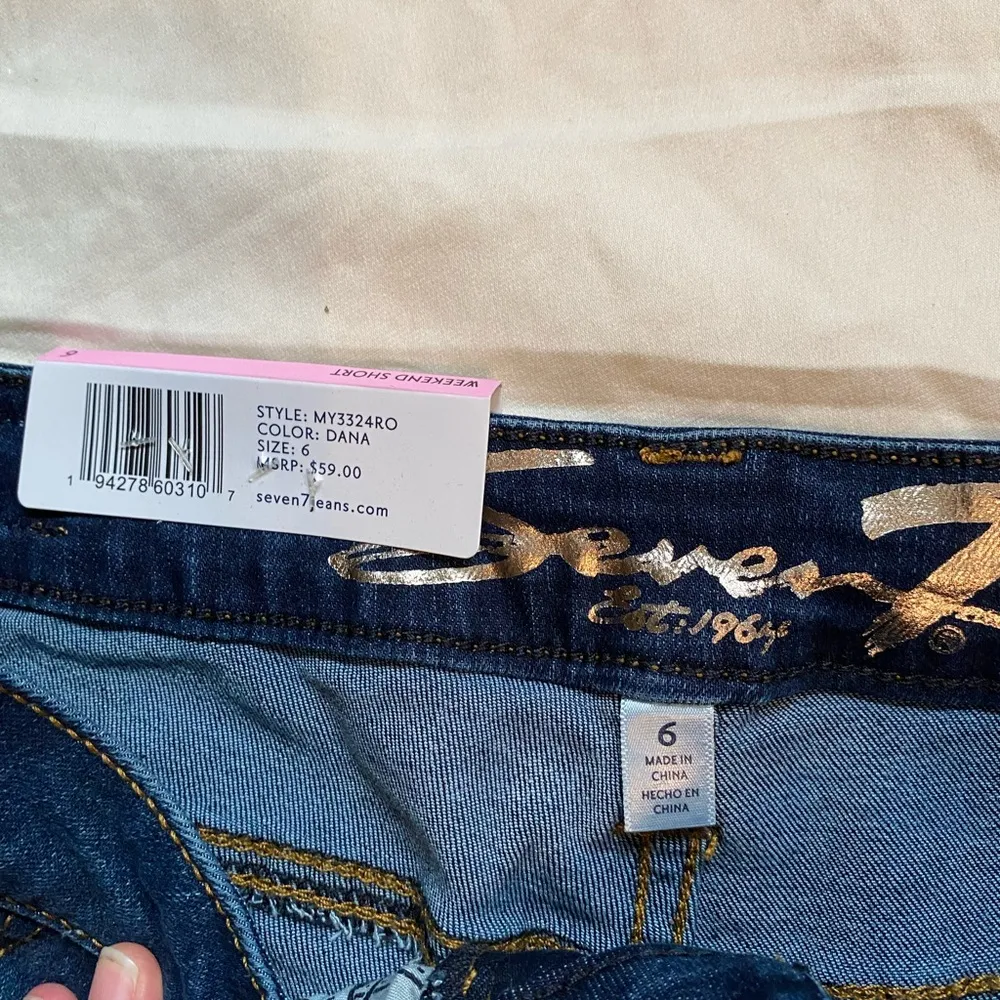 6
WEEKEND SHORT
STYLE: MY3324RO
COLOR: DANA
SIZE: 6
MSRP: $59.00
seven7jeans.com
1 94278 60310 7
Seven7
Est: 1964
6
MADE IN
CHINA
HECHO EN
CHINA